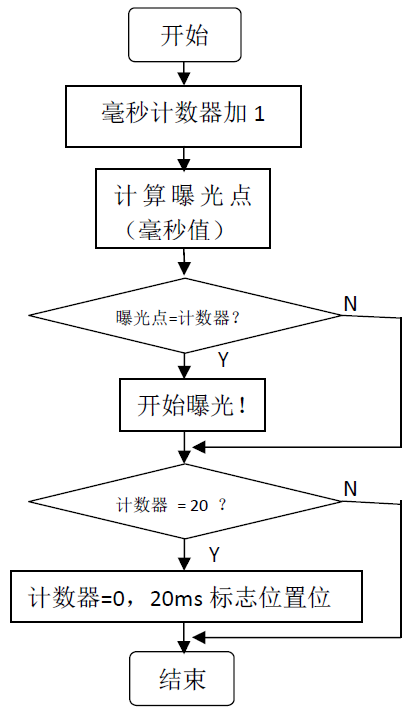 开始
毫秒计数器加 1
计算曝光点
（毫秒值）
曝光点=计数器？
N
Y
开始曝光！
计数器 = 20 ？
N
Y
计数器=0，20ms 标志位置位
结束